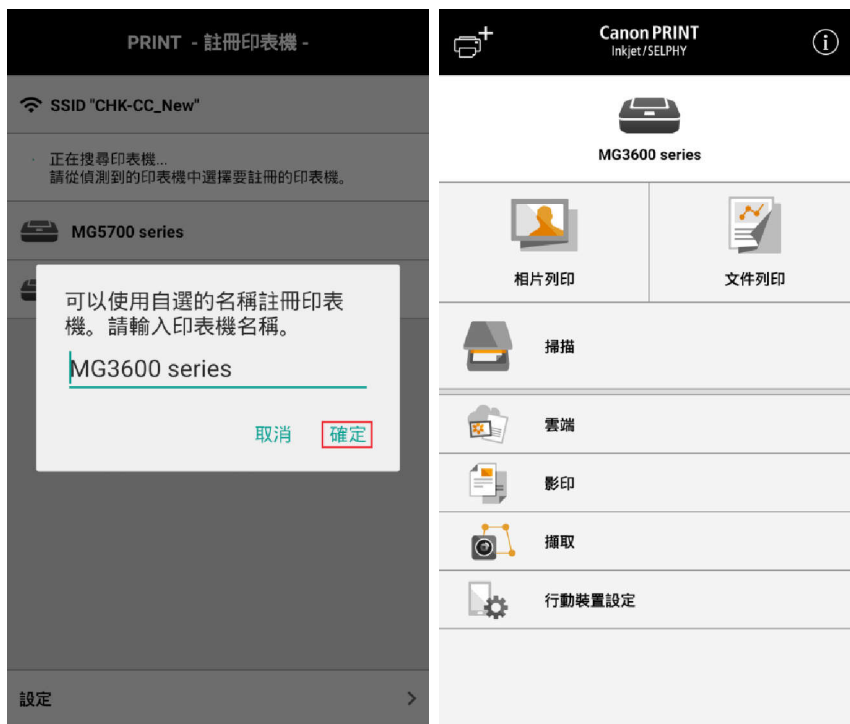 PRINT - 註冊印表機 -
SSID "CHK-CC_New"
正在搜尋印表機...
請從偵測到的印表機中選擇要註冊的印表機。
MG5700 series
可以使用自選的名稱註冊印表
機。請輸入印表機名稱。
MG3600 series
取消 確定
設定
Canon PRINT
Inkjet/SELPHY
MG3600 series
相片列印
文件列印
掃描
雲端
影印
擷取
行動裝置設定